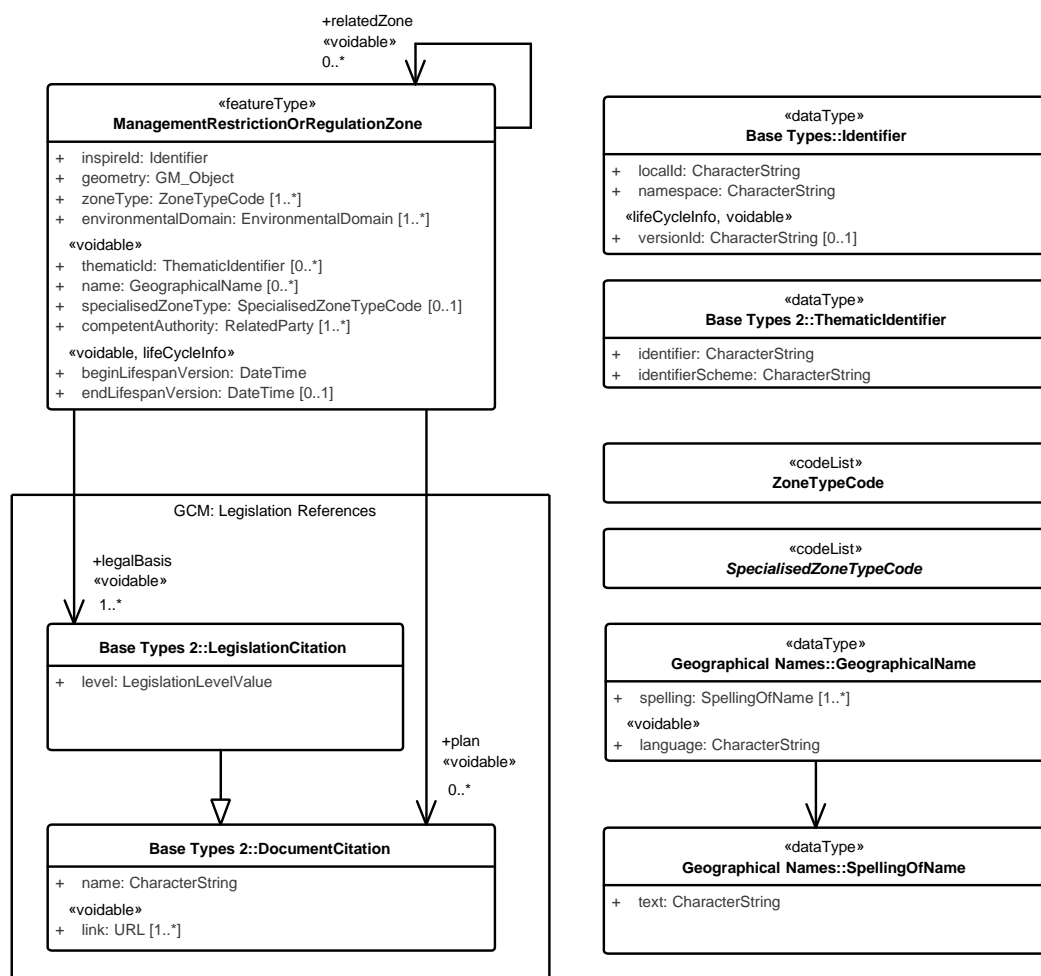 +relatedZone
«voidable»
0..*
«featureType»
ManagementRestrictionOrRegulationZone
+ inspireId: Identifier
+ geometry: GM_Object
+ zoneType: ZoneTypeCode [1..*]
+ environmentalDomain: EnvironmentalDomain [1..*]
«voidable»
+ thematicId: ThematicIdentifier [0..*]
+ name: GeographicalName [0..*]
+ specialisedZoneType: SpecialisedZoneTypeCode [0..1]
+ competentAuthority: RelatedParty [1..*]
«voidable, lifeCycleInfo»
+ beginLifespanVersion: DateTime
+ endLifespanVersion: DateTime [0..1]
GCM: Legislation References
+legalBasis
«voidable»
1..*
Base Types 2::LegislationCitation
+ level: LegislationLevelValue
+plan
«voidable»
0..*
Base Types 2::DocumentCitation
+ name: CharacterString
«voidable»
+ link: URL [1..*]
«dataType»
Base Types::Identifier
+ localId: CharacterString
+ namespace: CharacterString
«lifeCycleInfo, voidable»
+ versionId: CharacterString [0..1]
«dataType»
Base Types 2::ThematicIdentifier
+ identifier: CharacterString
+ identifierScheme: CharacterString
«codeList»
ZoneTypeCode
«codeList»
SpecialisedZoneTypeCode
«dataType»
Geographical Names::GeographicalName
+ spelling: SpellingOfName [1..*]
«voidable»
+ language: CharacterString
«dataType»
Geographical Names::SpellingOfName
+ text: CharacterString